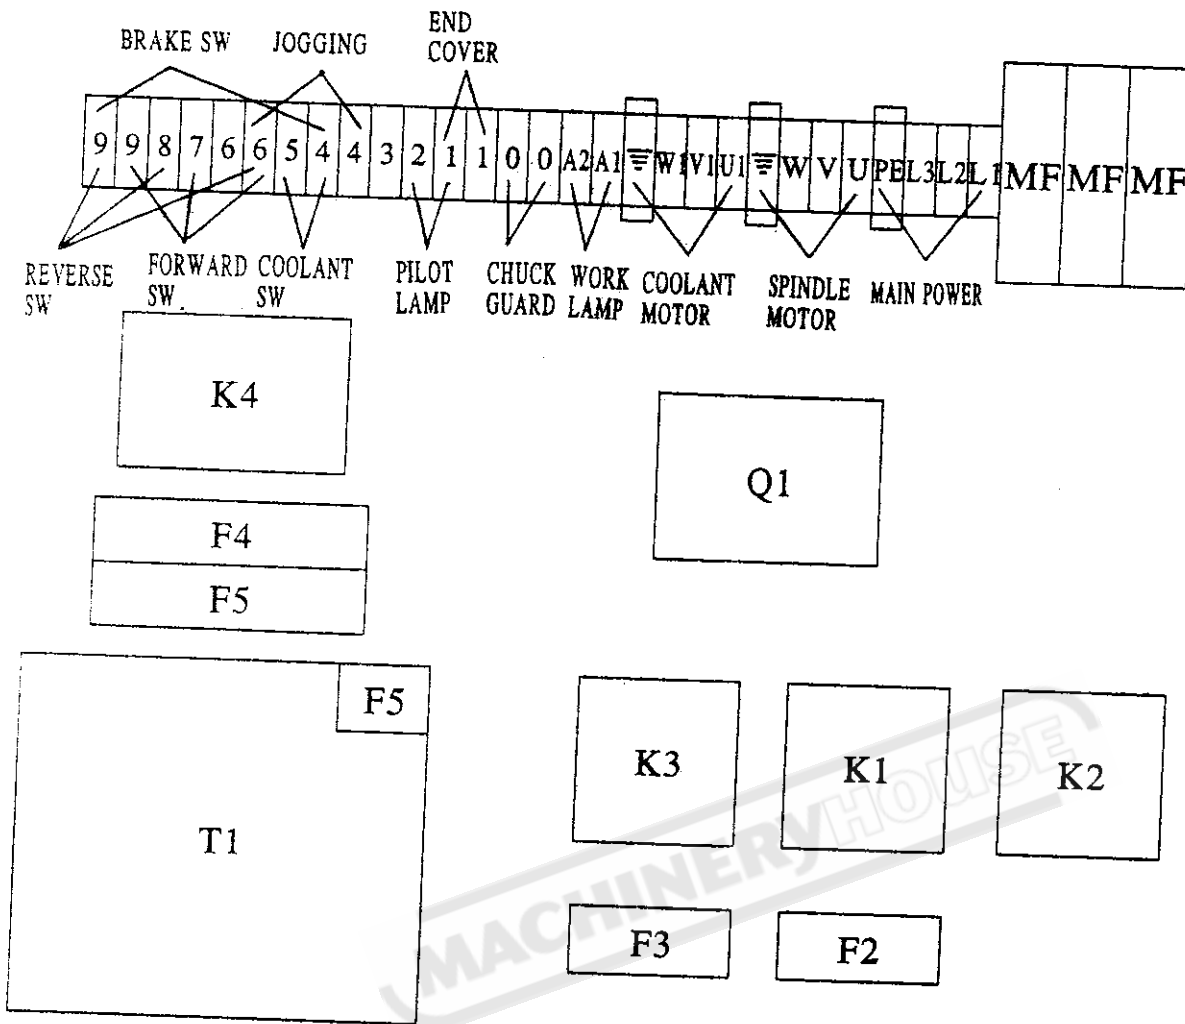 BRAKE SW
JOGGING
END
COVER
9 9 8 7 6 6 5 4 4 3 2 1 1 0 0 A2 A1 W1 V1 U1 W V U PE L3 L2 L1 MF MF MF
REVERSE
SW
FORWARD
SW
COOLANT
SW
PILOT
LAMP
CHUCK
GUARD
WORK
LAMP
COOLANT
MOTOR
SPINDLE
MOTOR
MAIN POWER
K4
Q1
F4
F5
F5
T1
K3
K1
K2
F3
F2
MACHINERYHOUSE